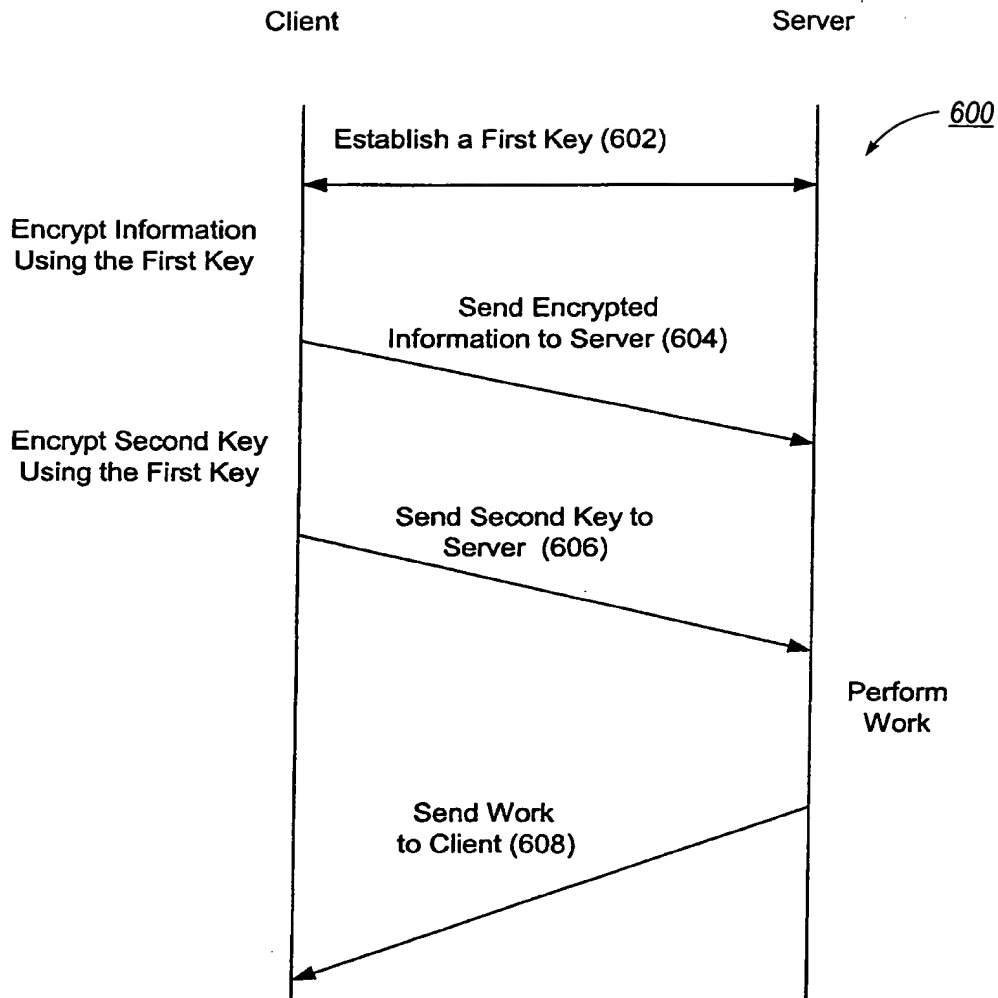 Client
Server
600
Establish a First Key (602)
Encrypt Information
Using the First Key
Send Encrypted
Information to Server (604)
Encrypt Second Key
Using the First Key
Send Second Key to
Server (606)
Perform
Work
Send Work
to Client (608)